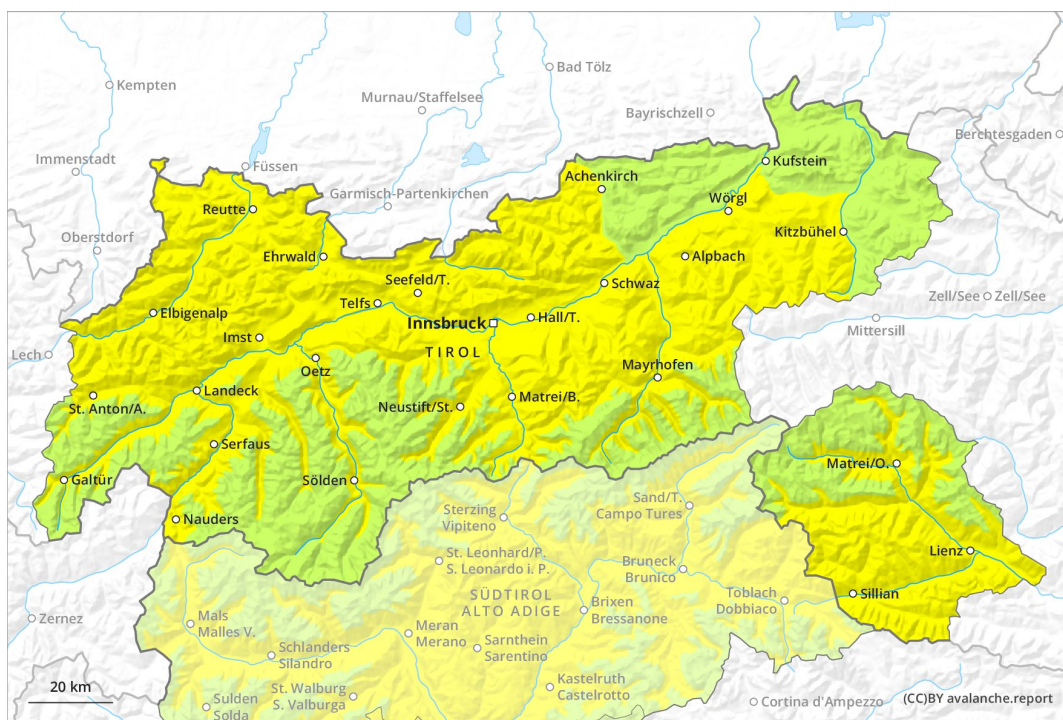 Bad Tölz
Kempten
Murnau/Staffelsee
Bayrischzell
Berchtesgaden
Immenstadt
Füssen
Kufstein
Achenkirch
Garmisch-Partenkirchen
Wörgl
Reutte
Kitzbühel
Oberstdorf
Ehrwald
Alpbach
Seefeld/T.
Schwaz
Zell/See
Zell/See
Telfs
Elbigenalp
Hall/T.
Innsbruck
Mittersill
Imst
TIROL
Lech
Mayrhofen
Oetz
Landeck
Matrei/B.
St. Anton/A.
Neustift/St.
Serfaus
Matrei/O.
Galtür
Sölden
Sand/T.
Campo Tures
Sterzing
Vipiteno
Nauders
Lienz
St. Leonhard/P.
S. Leonardo i. P.
Bruneck
Brunico
SÜDTIROL
ALTO ADIGE
Sillian
Toblach
Dobbiaco
Brixen
Bressanone
Zernez
Mals
Malles V.
Meran
Merano
Sarnthein
Sarentino
Schlanders
Silandro
Kastelruth
Castelrotto
20 km
St. Walburg
S. Valburga
Sulden
Solda
Cortina d'Ampezzo
(CC)BY avalanche.report